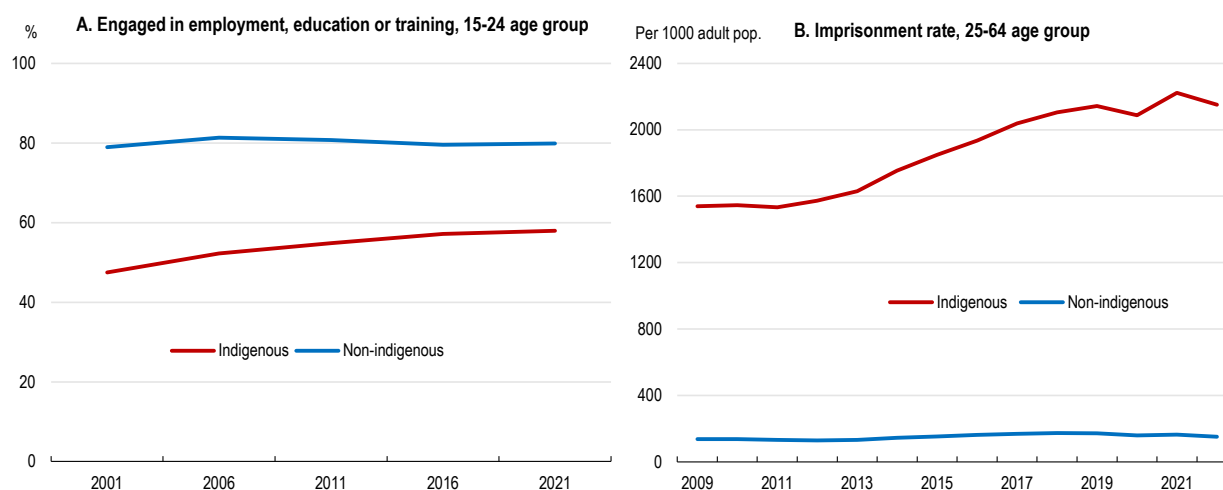 A. Engaged in employment, education or training, 15-24 age group
%
100
80
60
40
20
0
Indigenous
Non-indigenous
2001 2006 2011 2016 2021
B. Imprisonment rate, 25-64 age group
Per 1000 adult pop.
2400
2000
1600
1200
800
400
0
Indigenous
Non-indigenous
2009 2011 2013 2015 2017 2019 2021